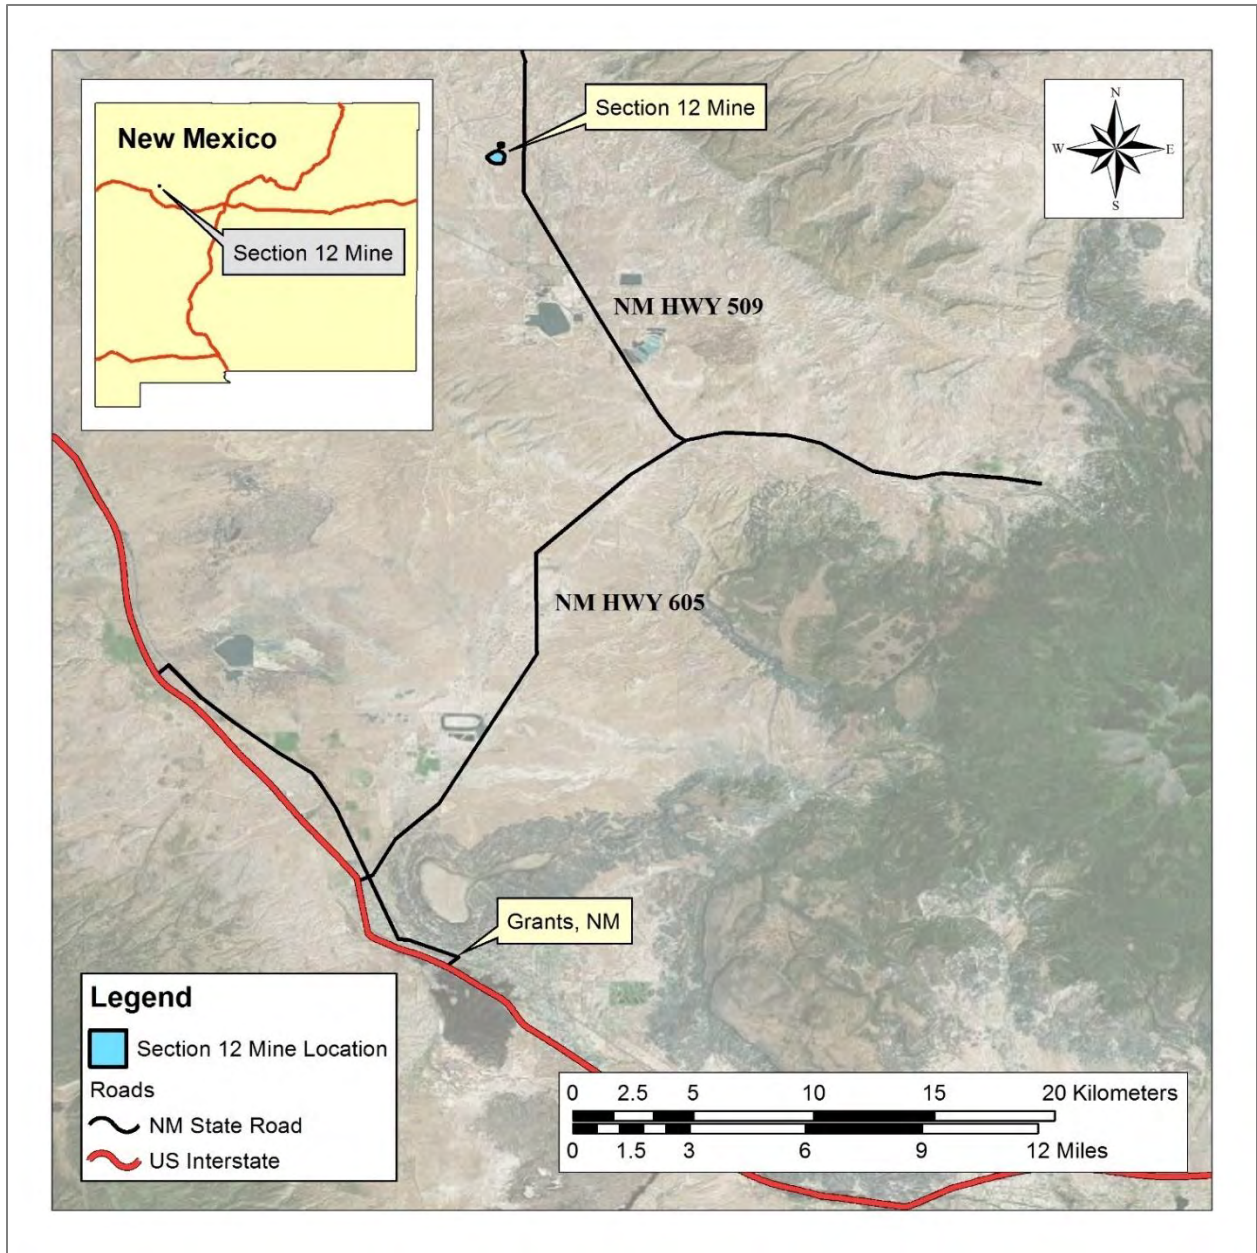 New Mexico
Section 12 Mine
Section 12 Mine
N
W E
S
NM HWY 509
NM HWY 605
Grants, NM
Legend
Section 12 Mine Location
Roads
NM State Road
US Interstate
0 2.5 5 10 15 20 Kilometers
0 1.5 3 6 9 12 Miles